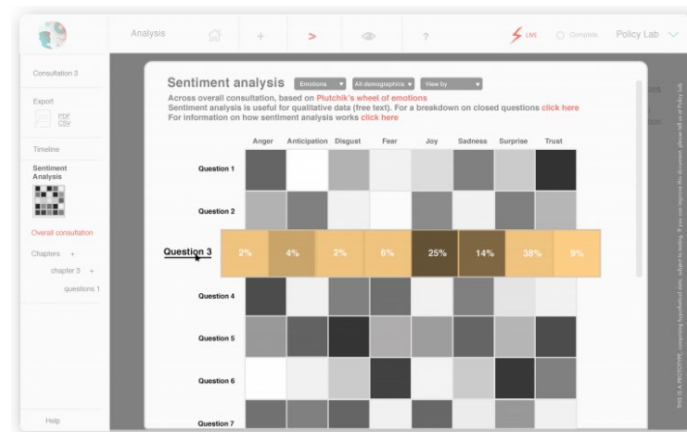 Analysis
+
>
?
LIVE
Complete
Policy Lab
Consultation 3
Export
PDF
CSV
Timeline
Sentiment
Analysis
Overall consultation
Chapters +
chapter 3 +
questions 1
Help
Sentiment analysis
Emotions
All demographics
View by
Across overall consultation, based on Plutchik's wheel of emotions
Sentiment analysis is useful for qualitative data (free text). For a breakdown on closed questions click here
For information on how sentiment analysis works click here
Anger Anticipation Disgust Fear Joy Sadness Surprise Trust
Question 1
Question 2
Question 3 2% 4% 2% 6% 25% 14% 38% 9%
Question 4
Question 5
Question 6
Question 7